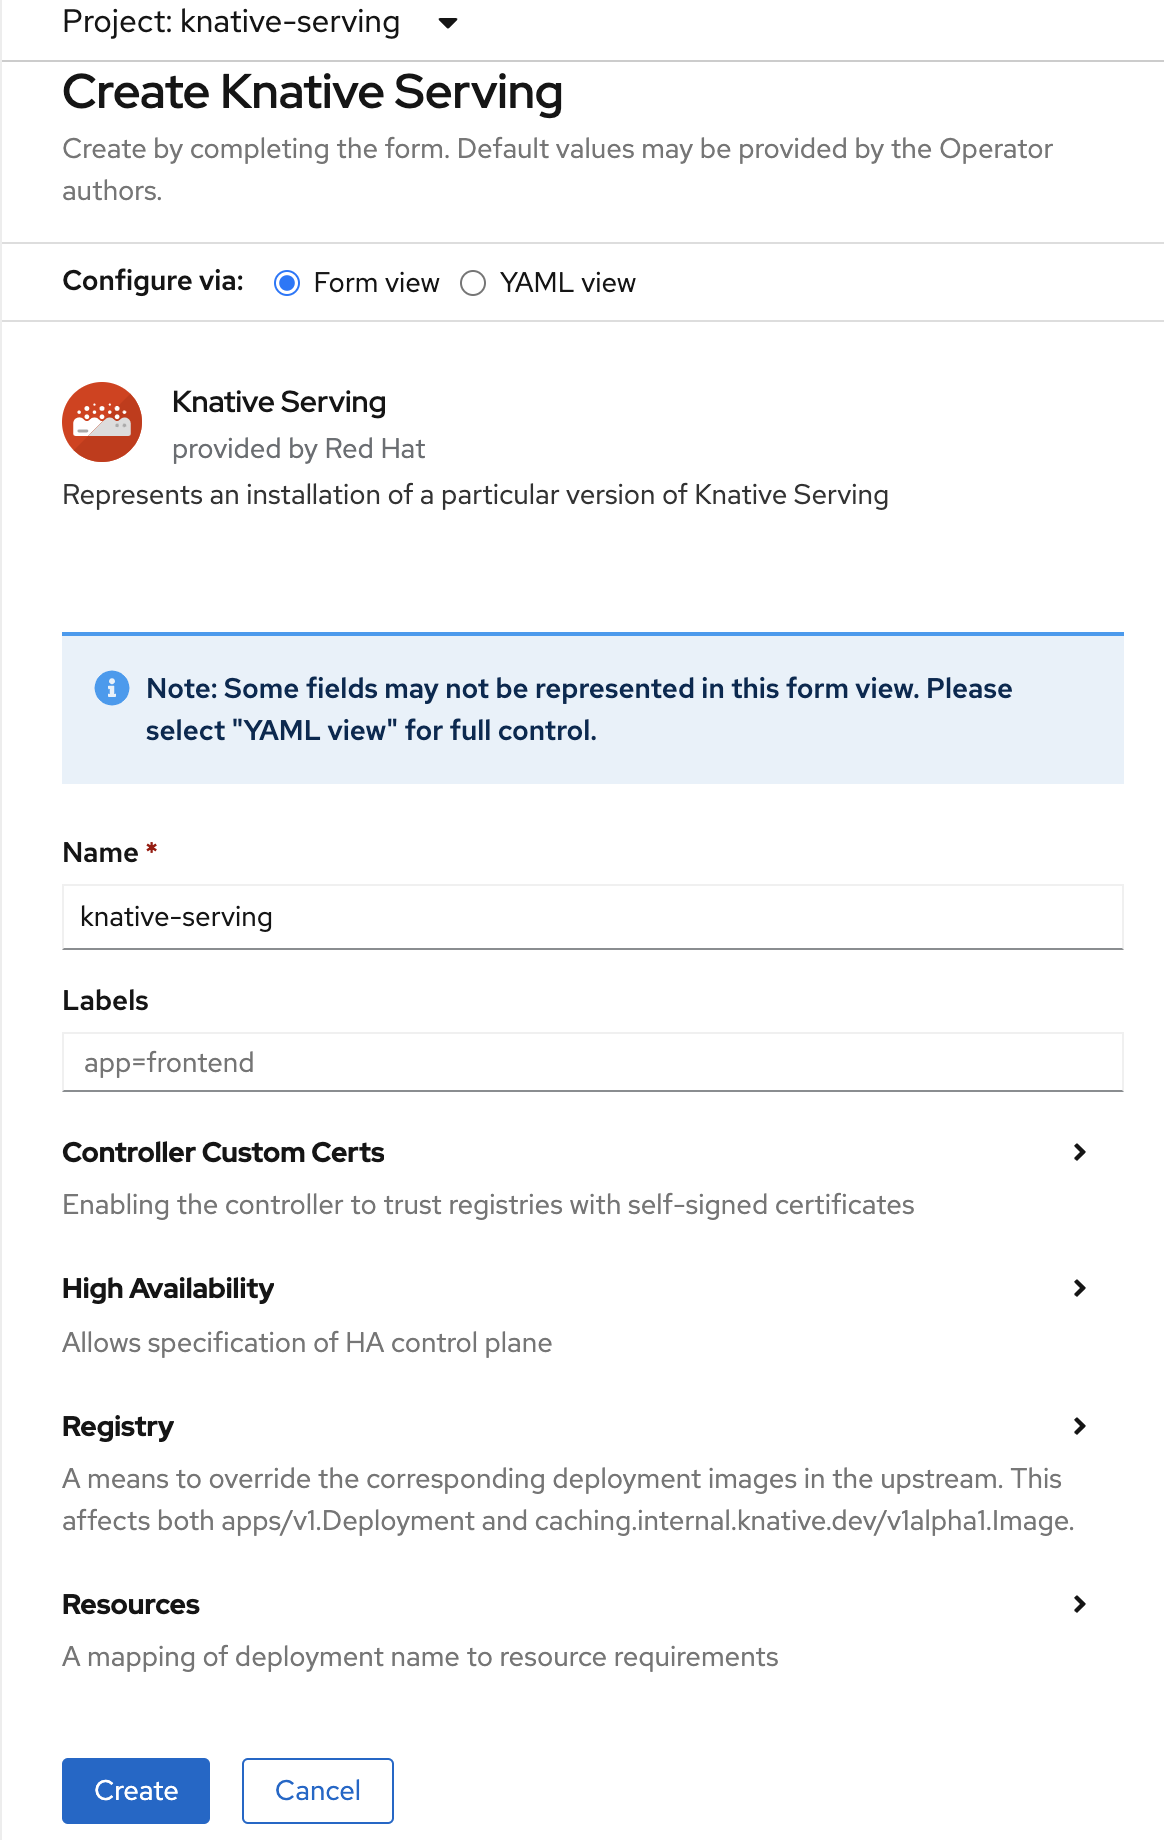 Project: knative-serving
Create Knative Serving
Create by completing the form. Default values may be provided by the Operator
authors.
Configure via: Form view YAML view
Knative Serving
provided by Red Hat
Represents an installation of a particular version of Knative Serving
Note: Some fields may not be represented in this form view. Please
select "YAML view" for full control.
Name *
knative-serving
Labels
app=frontend
Controller Custom Certs
Enabling the controller to trust registries with self-signed certificates
High Availability
Allows specification of HA control plane
Registry
A means to override the corresponding deployment images in the upstream. This
affects both apps/v1.Deployment and caching.internal.knative.dev/v1alpha1.Image.
Resources
A mapping of deployment name to resource requirements
Create Cancel